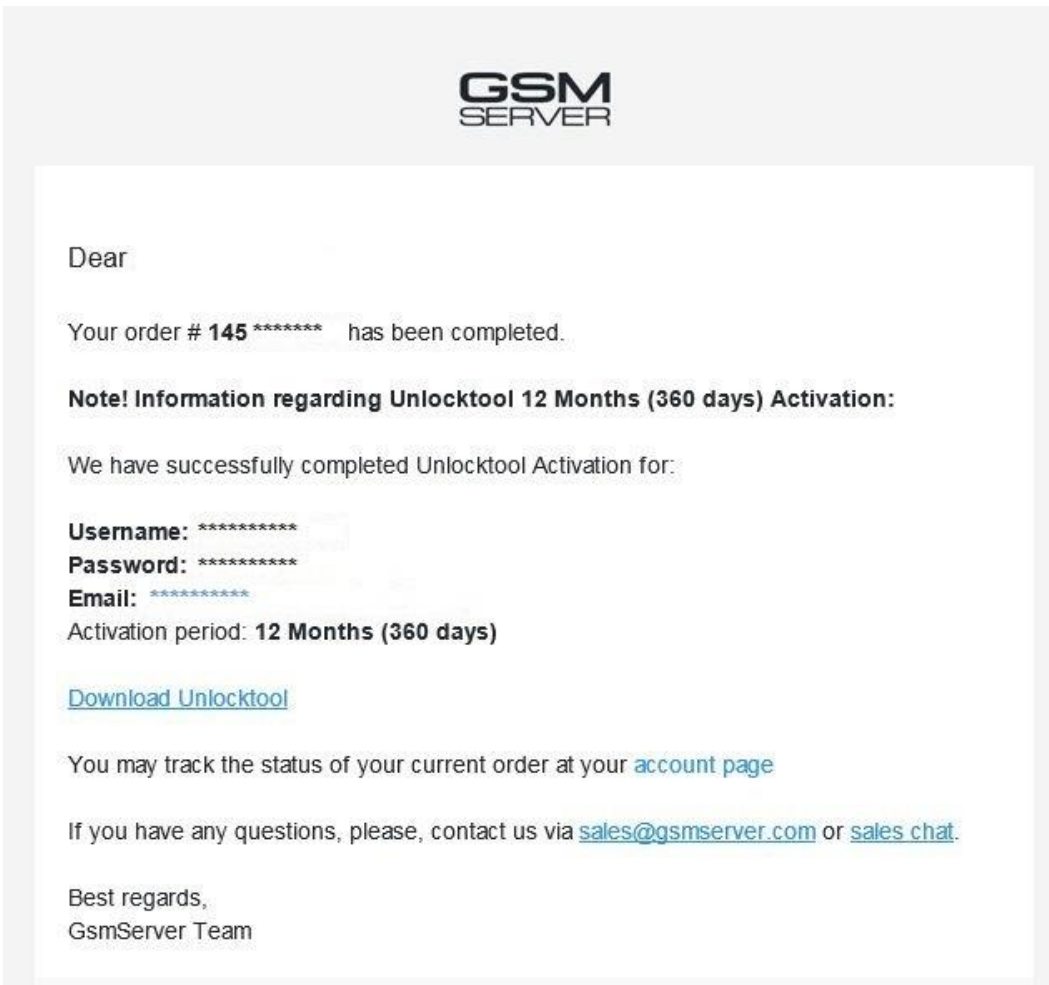 GSM
SERVER
Dear
Your order # 145 ******* has been completed.
Note! Information regarding Unlocktool 12 Months (360 days) Activation:
We have successfully completed Unlocktool Activation for:
Username: **********
Password: **********
Email: **********
Activation period: 12 Months (360 days)
Download Unlocktool
You may track the status of your current order at your account page
If you have any questions, please, contact us via sales@gsmserver.com or sales chat.
Best regards,
GsmServer Team